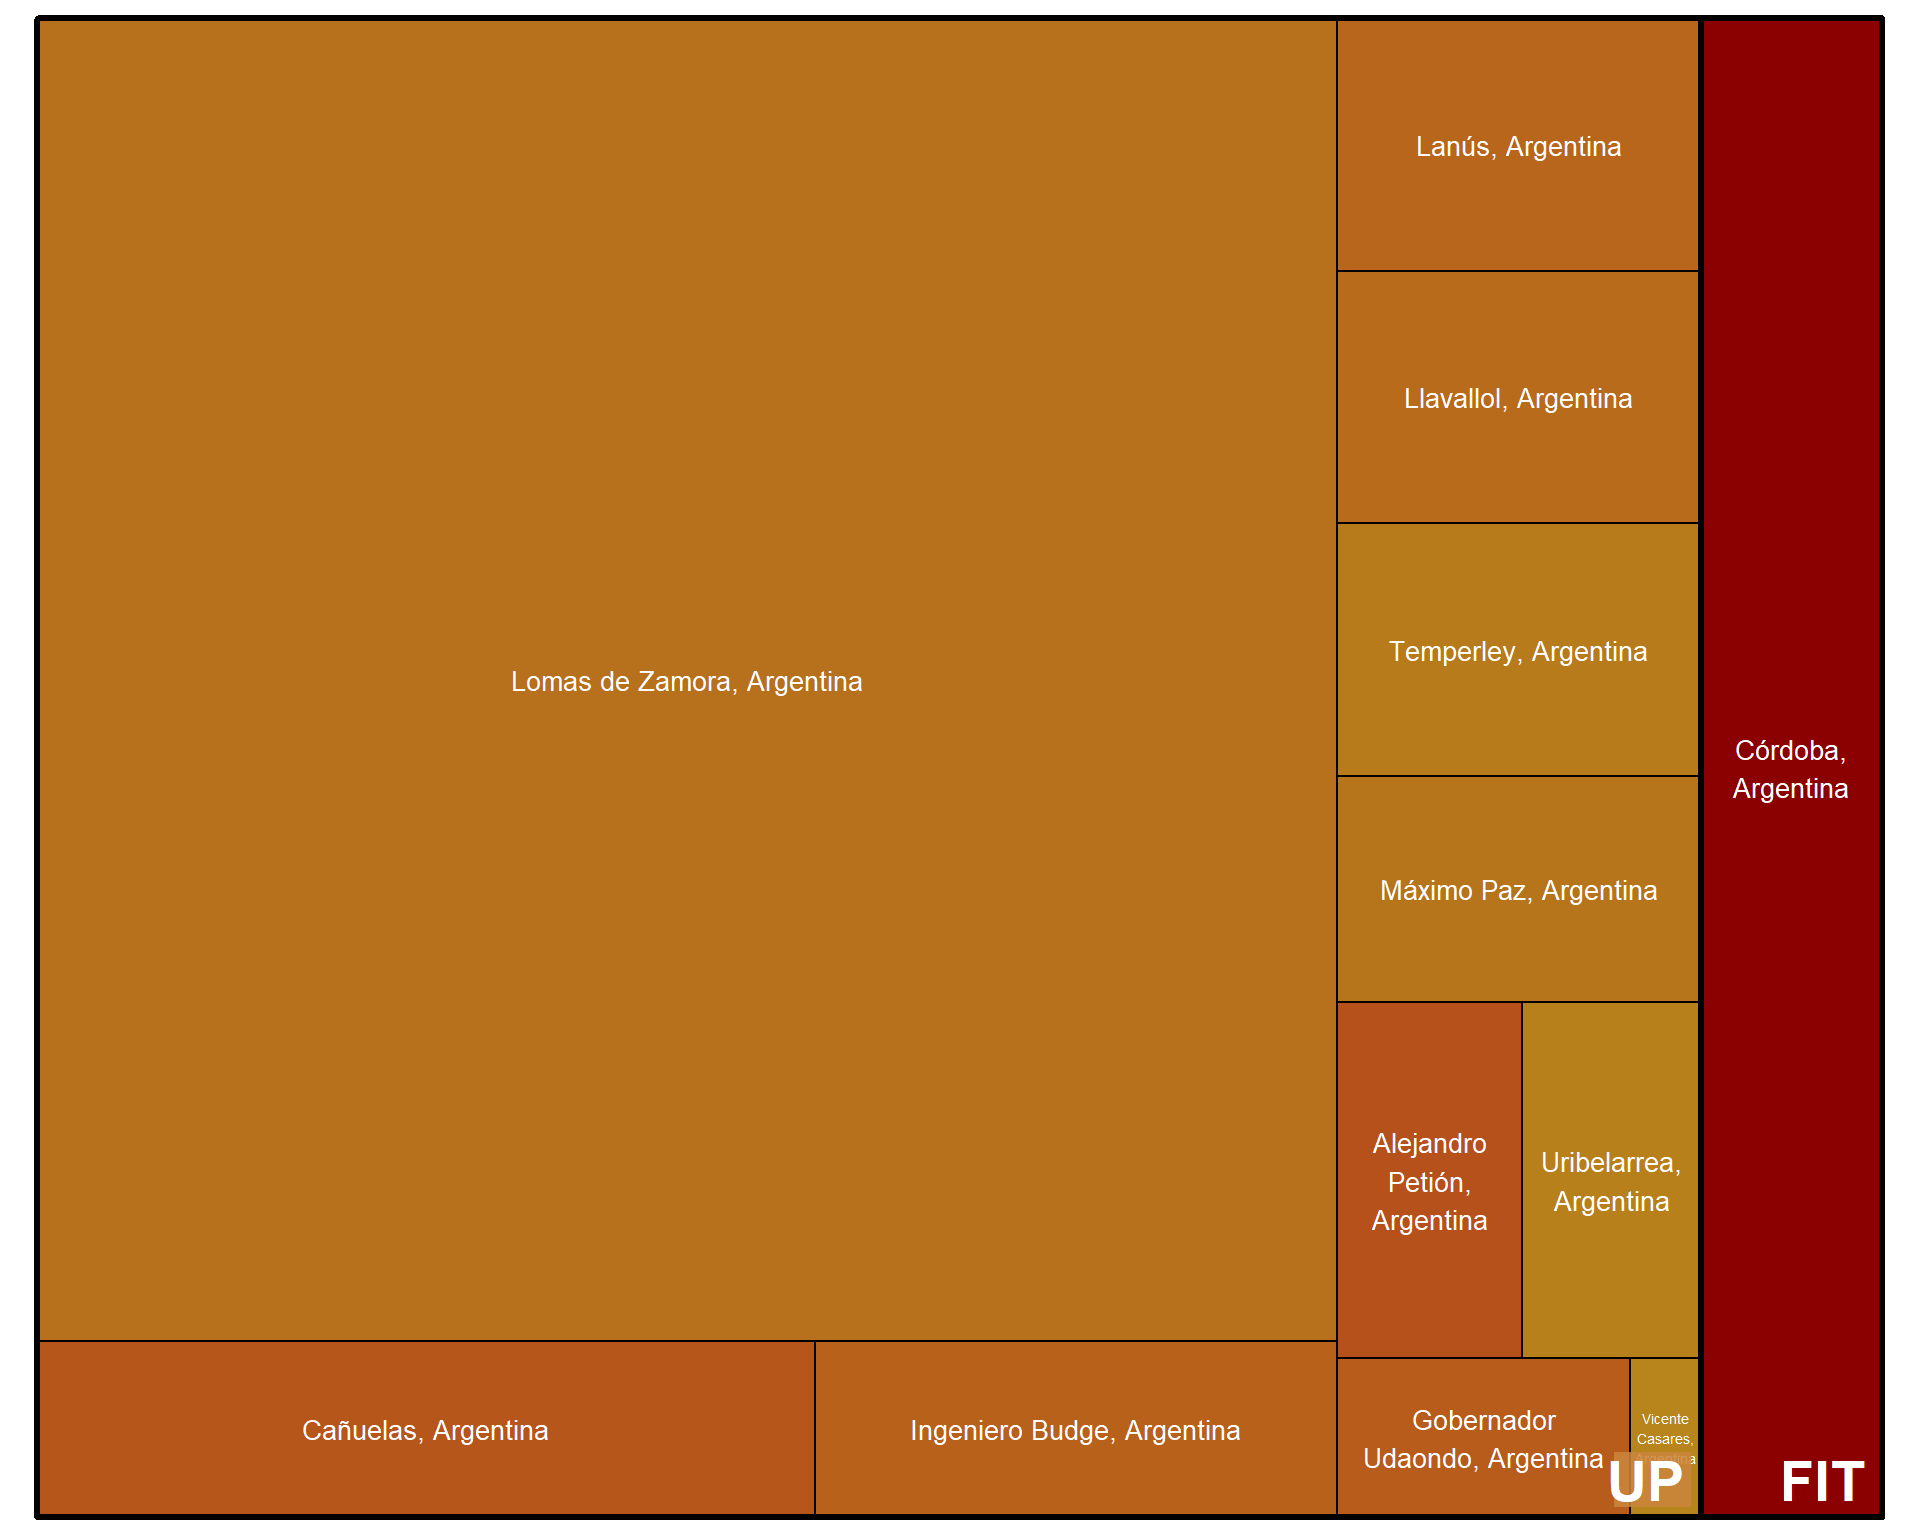 Lomas de Zamora, Argentina
Cañuelas, Argentina
Ingeniero Budge, Argentina
Lanús, Argentina
Llavallol, Argentina
Temperley, Argentina
Máximo Paz, Argentina
Alejandro
Petión,
Argentina
Uribelarrea,
Argentina
Gobernador
Udaondo, Argentina
Vicente
Casares,
UP
Córdoba,
Argentina
FIT